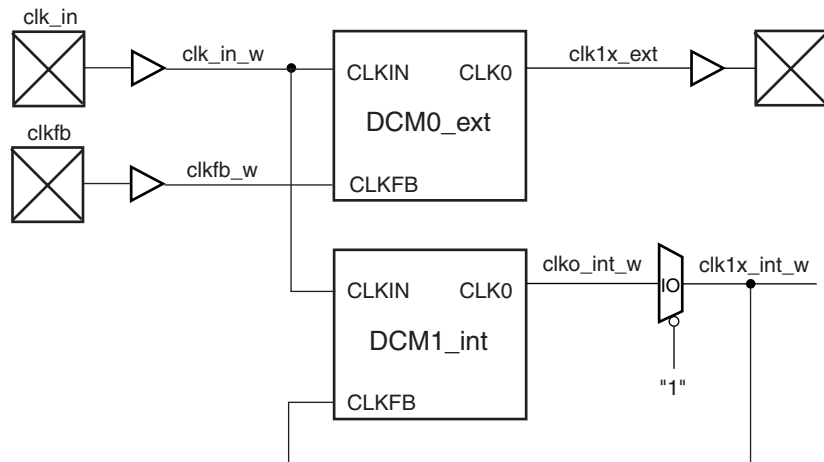 clk_in
clk_in_w
CLKIN CLK0
clk1x_ext
DCM0_ext
clkfb
clkfb_w
CLKFB
CLKIN CLK0
clko_int_w
IO
clk1x_int_w
DCM1_int
CLKFB
"1"